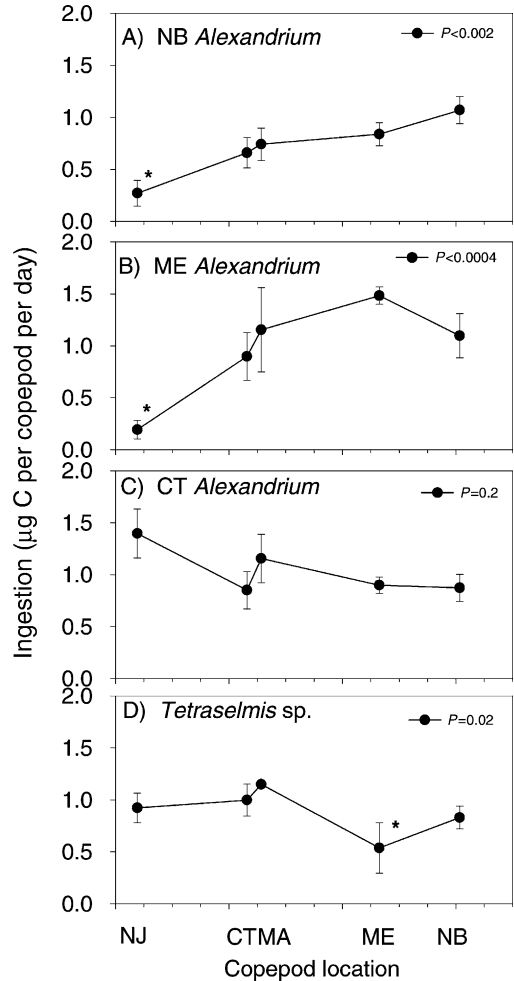 A) NB Alexandrium
P<0.002
2.0
1.5
1.0
0.5
0.0
B) ME Alexandrium
P<0.0004
2.0
1.5
1.0
0.5
0.0
*
*
C) CT Alexandrium
P=0.2
2.0
1.5
1.0
0.5
0.0
D) Tetraselmis sp.
P=0.02
2.0
1.5
1.0
0.5
0.0
*
Ingestion (µg C per copepod per day)
NJ CTMA ME NB
Copepod location